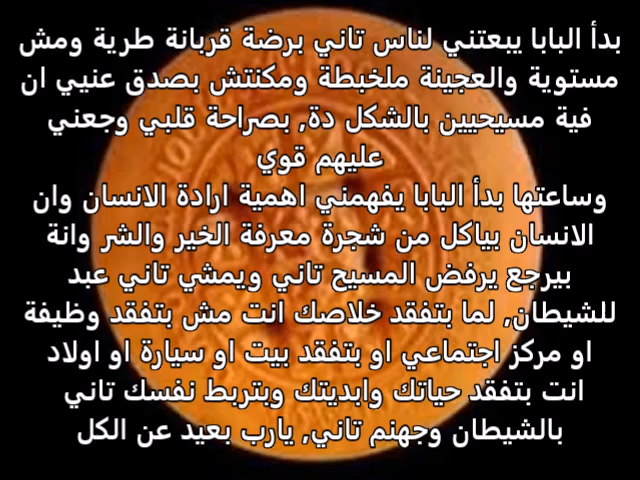 بدأ البابا يبعتني لناس تاني برضة قربانة طرية ومش
مستوية والعجينة ملخبطة ومكنتش بصدق عنيي ان
فية مسيحيين بالشكل دة, بصراحة قلبي وجعني
عليهم قوي
وساعتها بدأ البابا يفهمني اهمية ارادة الانسان وان
الانسان بياكل من شجرة معرفة الخير والشر وانة
بيرجع يرفض المسيح تاني ويمشي تاني عبد
للشيطان, لما بتفقد خلاصك انت مش بتفقد وظيفة
او مركز اجتماعي او بتفقد بيت او سيارة او اولاد
انت بتفقد حياتك وابديتك وبتربط نفسك تاني
بالشيطان وجهنم تاني, يارب بعيد عن الكل